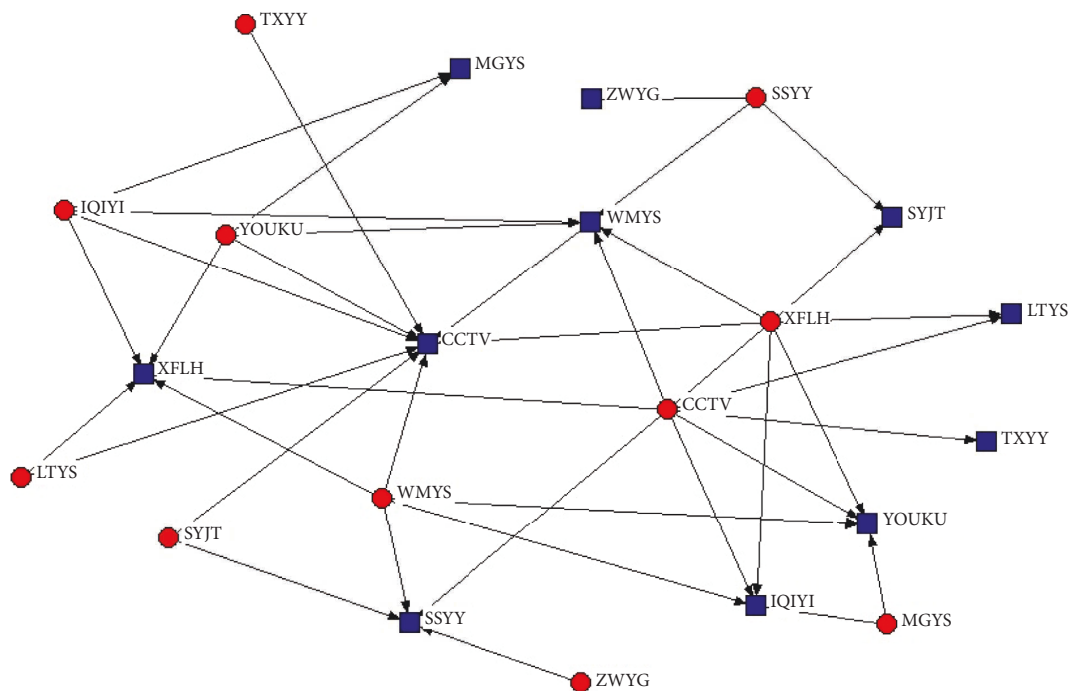 TXYY
MGYS
ZWYG
SSYY
IQIYI
YOUKU
WMYS
SYJT
CCTV
XFLH
LTYS
XFLH
CCTV
TXYY
LTYS
WMYS
SYJT
YOUKU
SSYY
IQIYI
MGYS
ZWYG